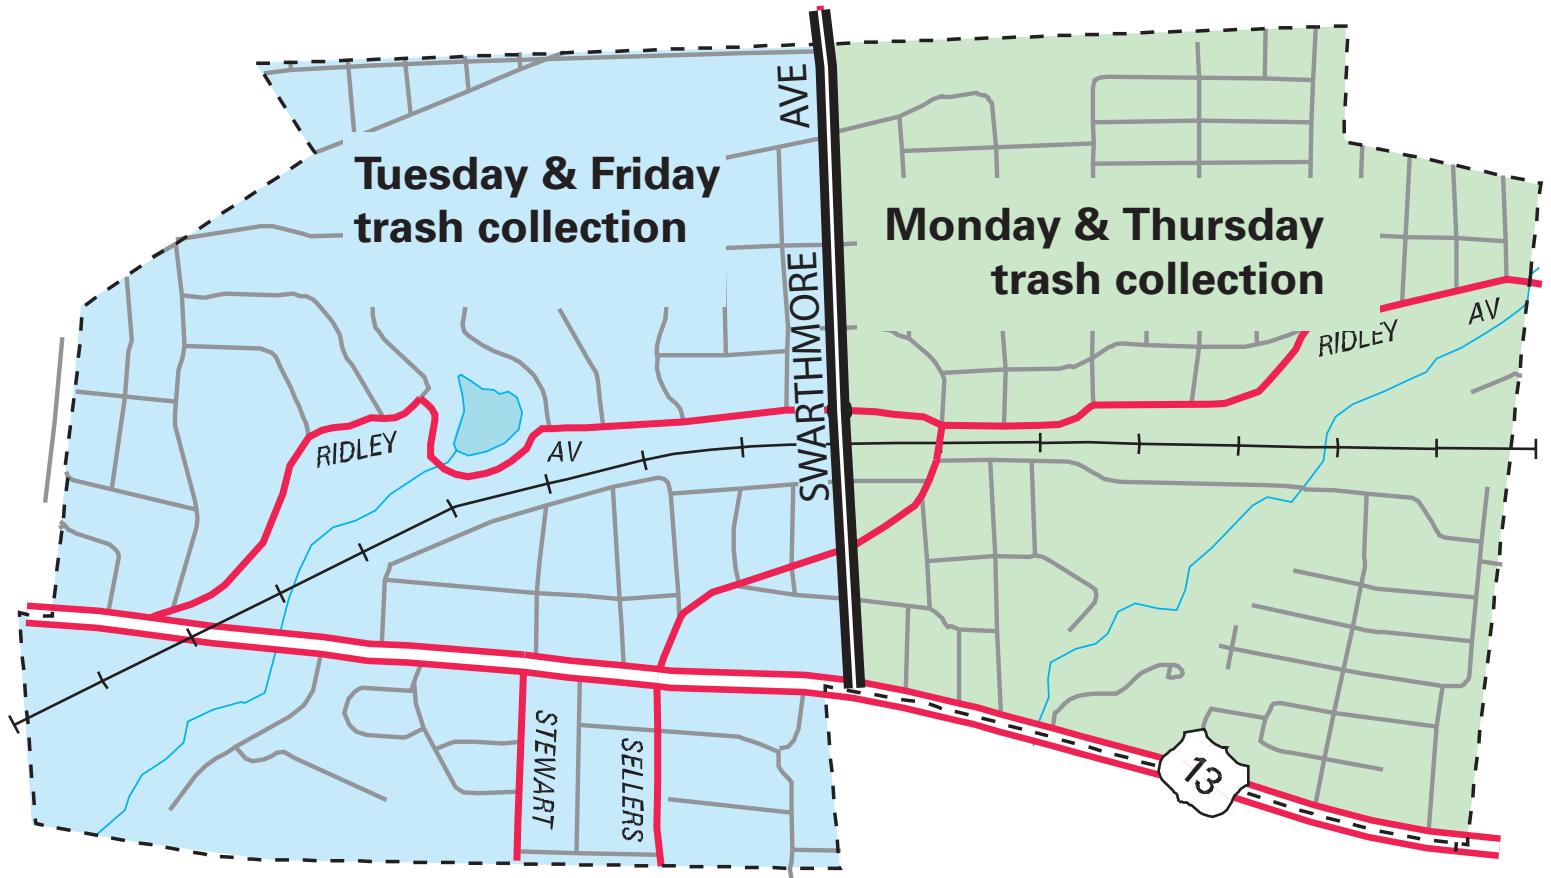 AVE
Tuesday & Friday
trash collection
Monday & Thursday
trash collection
SWARTHMORE
RIDLEY
AV
RIDLEY
AV
STEWART
SELLERS
13